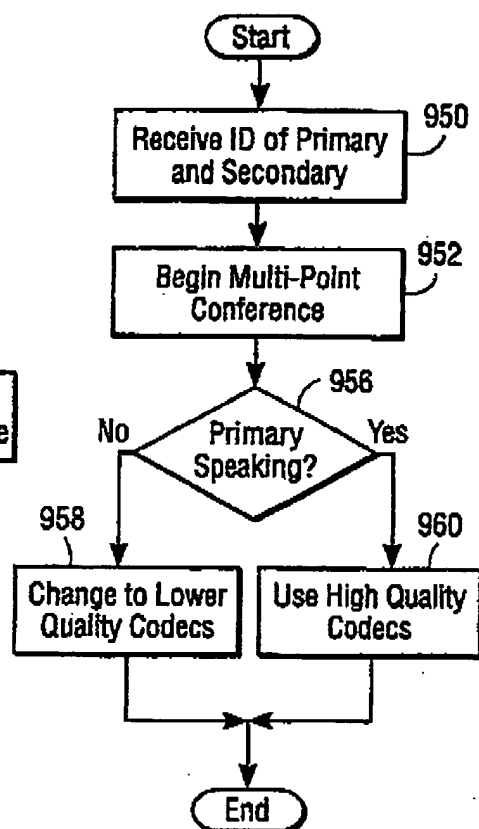 Start
950
Receive ID of Primary
and Secondary
952
Begin Multi-Point
Conference
956
Primary
Speaking?
No
Yes
e
958
Change to Lower
Quality Codecs
960
Use High Quality
Codecs
End